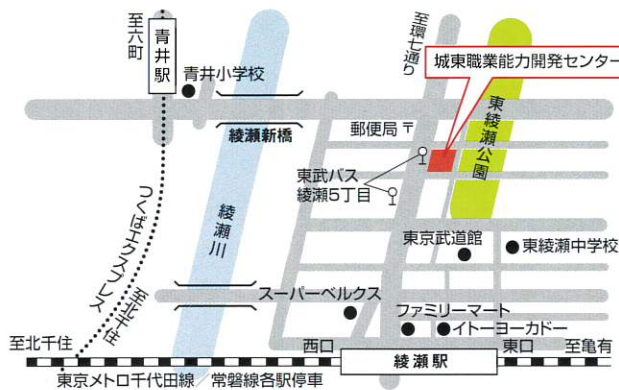 至六町
青井駅
青井小学校
至環七通り
城東職業能力開発センター
東綾瀬公園
郵便局〒
綾瀬新橋
東武バス
綾瀬5丁目
綾瀬川
つくばエクスプレス
至北千住
東京武道館
東綾瀬中学校
スーパーベルクス
ファミリーマート
イトーヨーカドー
至北千住
西口
綾瀬駅
東口
至亀有
東京メトロ千代田線／常磐線各駅停車